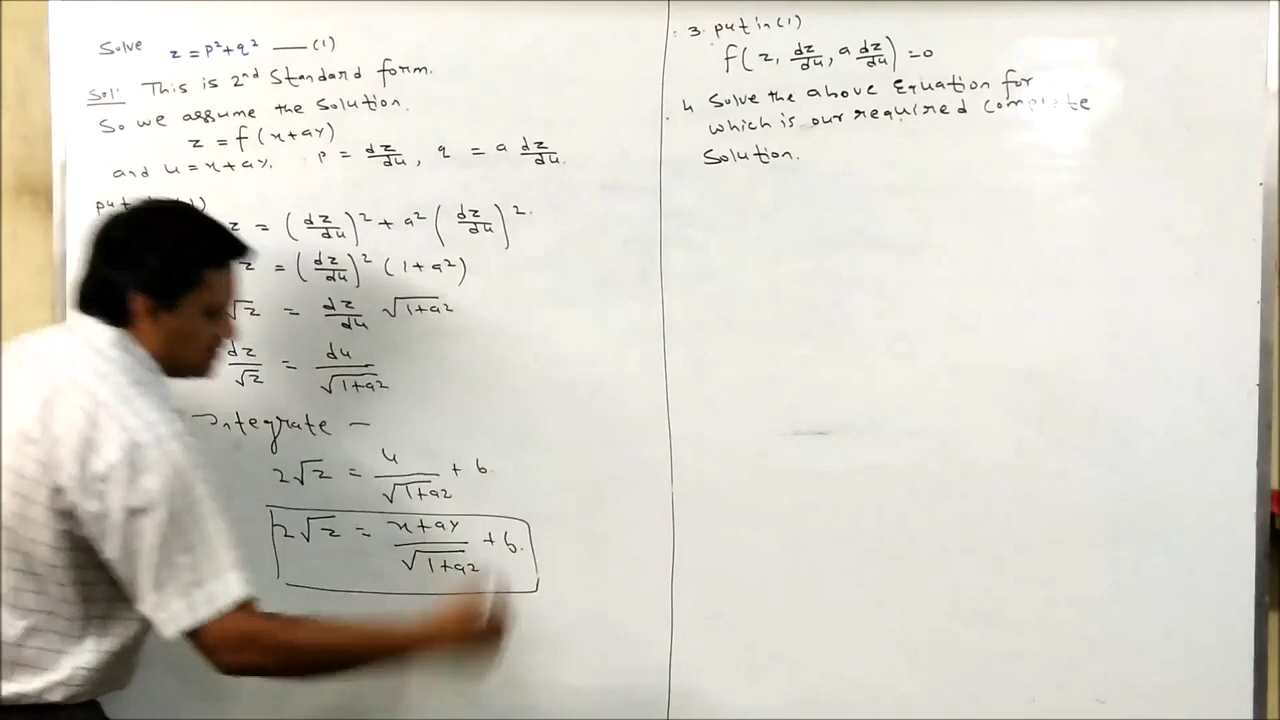 Solve z = p² + q² — (1)
Sol: This is 2nd Standard form.
So we assume the solution.
z = f(x+ay)
and u = x+ay. p = dz/du, q = a dz/du.
put in (1)
z = (dz/du)² + a² (dz/du)².
z = (dz/du)² (1+a²)
√z = dz/du √1+a²
dz/√z = du/√1+a²
Integrate —
2√z = u/√1+a² + b.
2√z = x+ay/√1+a² + b.
3. put in (1)
f(z, dz/du, a dz/du) = 0
4 Solve the above Equation for
which is our required complete
Solution.